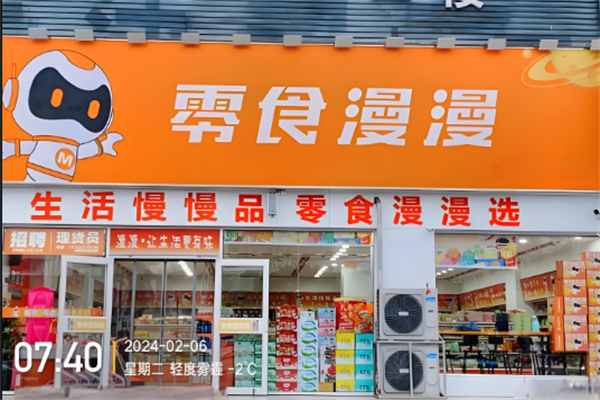 零食漫漫
M
生活慢慢品 零食漫漫选
招聘 理货员
漫漫·让生活更有味
07:40
2024-02-06
星期二 轻度雾霾 -2℃